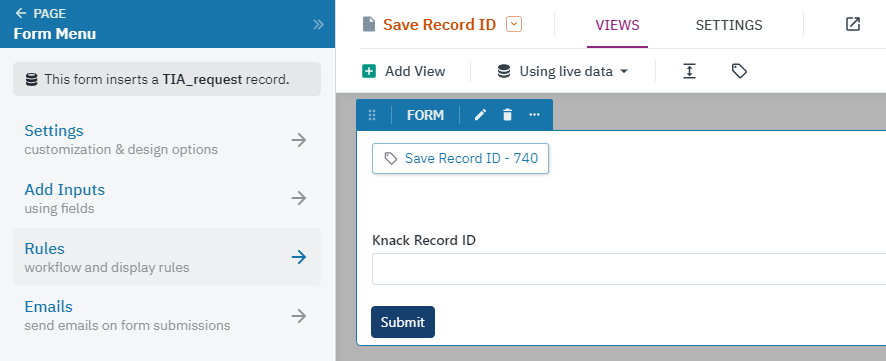 PAGE
Form Menu
This form inserts a TIA_request record.
Settings
customization & design options
Add Inputs
using fields
Rules
workflow and display rules
Emails
send emails on form submissions
Save Record ID
VIEWS
SETTINGS
Add View
Using live data
FORM
Save Record ID - 740
Knack Record ID
Submit